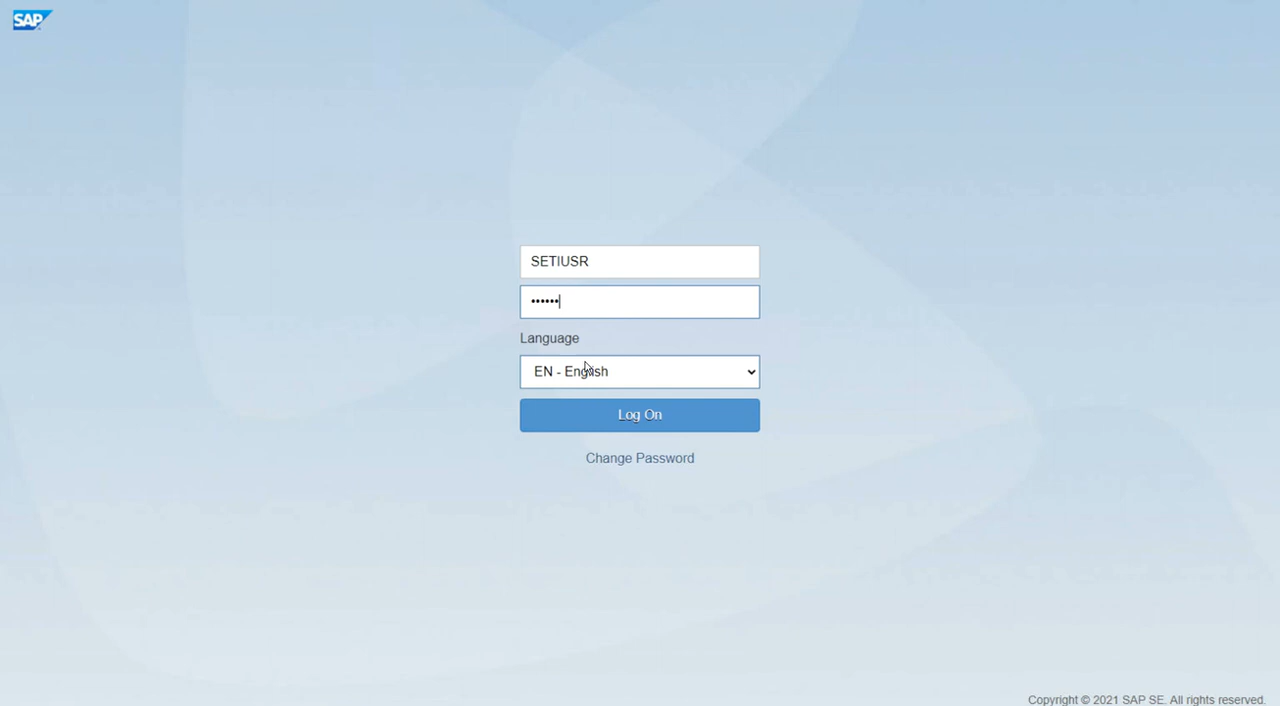 SAP
SETIUSR
••••••
Language
EN - English
Log On
Change Password
Copyright © 2021 SAP SE. All rights reserved.